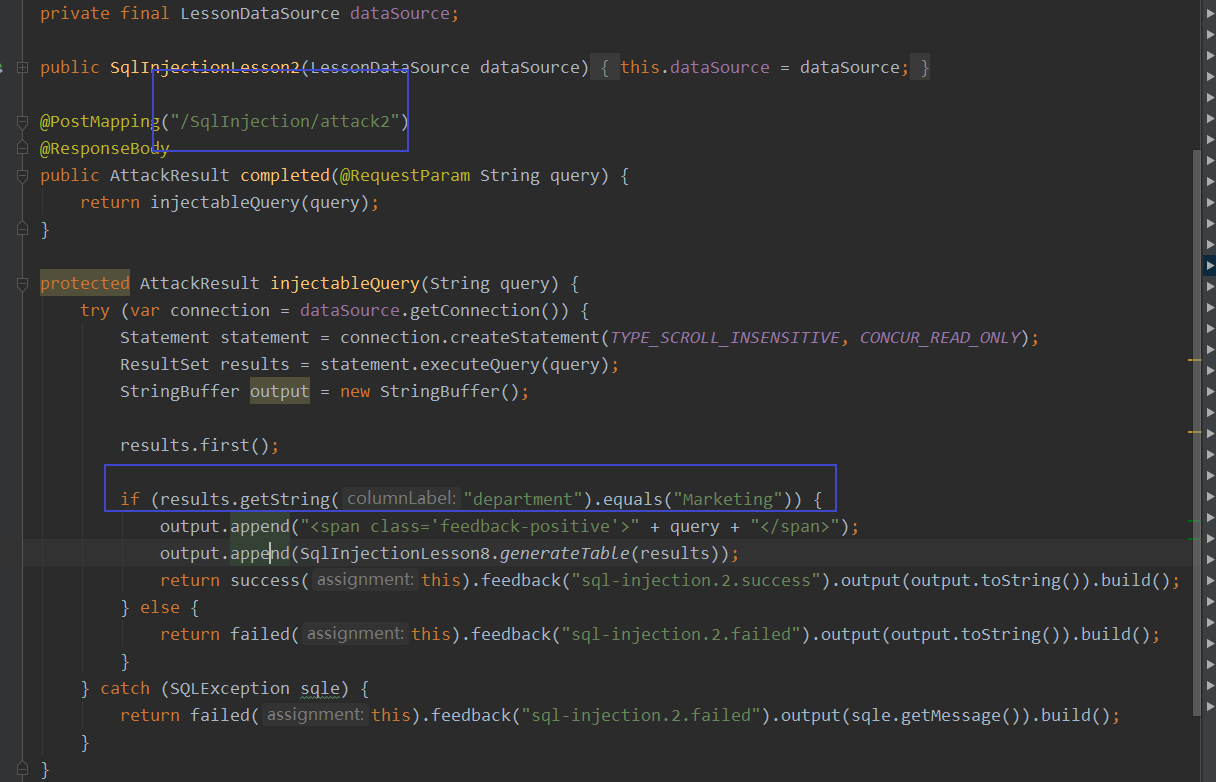 private final LessonDataSource dataSource;
public SqlInjectionLesson2(LessonDataSource dataSource) { this.dataSource = dataSource; }
@PostMapping("/SqlInjection/attack2")
@ResponseBody
public AttackResult completed(@RequestParam String query) {
return injectableQuery(query);
}
protected AttackResult injectableQuery(String query) {
try (var connection = dataSource.getConnection()) {
Statement statement = connection.createStatement(TYPE_SCROLL_INSENSITIVE, CONCUR_READ_ONLY);
ResultSet results = statement.executeQuery(query);
StringBuffer output = new StringBuffer();
results.first();
if (results.getString( columnLabel: "department").equals("Marketing")) {
output.append("<span class='feedback-positive'>" + query + "</span>");
output.append(SqlInjectionLesson8.generateTable(results));
return success( assignment: this).feedback("sql-injection.2.success").output(output.toString()).build();
} else {
return failed( assignment: this).feedback("sql-injection.2.failed").output(output.toString()).build();
}
} catch (SQLException sqle) {
return failed( assignment: this).feedback("sql-injection.2.failed").output(sqle.getMessage()).build();
}
}